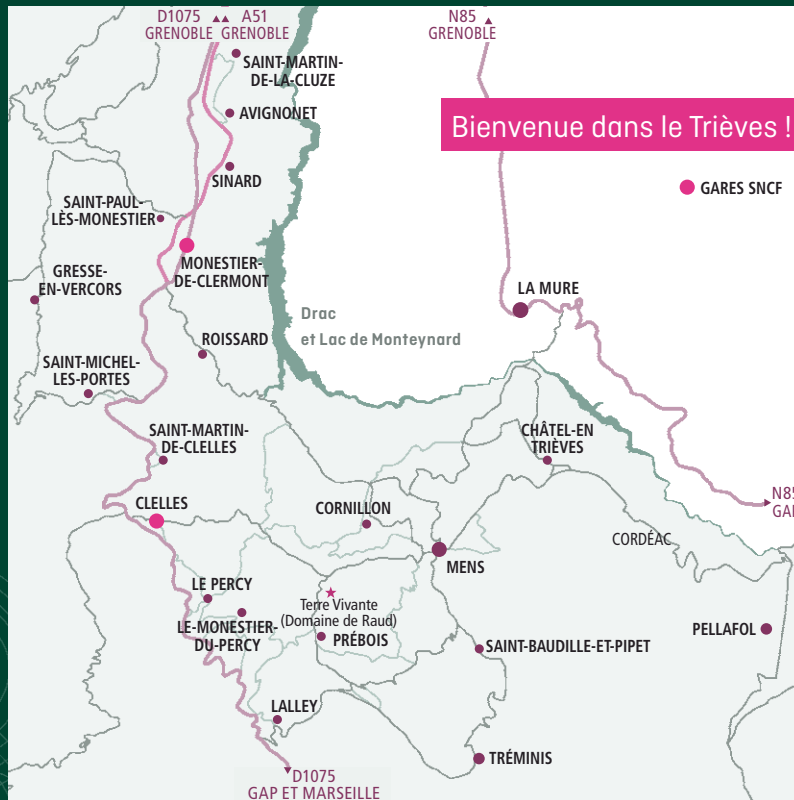 D1075 A51
GRENOBLE GRENOBLE
N85
GRENOBLE
SAINT-MARTIN-
DE-LA-CLUZE
AVIGNONET
Bienvenue dans le Trièves !
SINARD
GARES SNCF
SAINT-PAUL-
LÈS-MONESTIER
MONESTIER-
DE-CLERMONT
GRESSE-
EN-VERCORS
LA MURE
Drac
et Lac de Monteynard
ROISSARD
SAINT-MICHEL-
LES-PORTES
SAINT-MARTIN-
DE-CLELLES
CHÂTEL-EN
TRIÈVES
CLELLES
CORNILLON
N85
CORDÉAC
MENS
LE PERCY
Terre Vivante
(Domaine de Raud)
LE-MONESTIER-
DU-PERCY
PRÉBOIS
SAINT-BAUDILLE-ET-PIPET
PELLAFOL
LALLEY
TRÉMINIS
D1075
GAP ET MARSEILLE